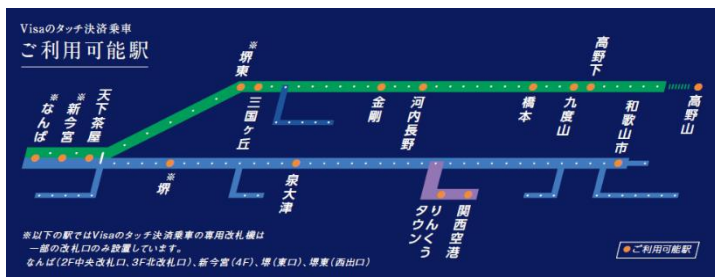 Visaのタッチ決済乗車
ご利用可能駅
※なんば
※新今宮
天下茶屋
※堺東
三国ヶ丘
金剛
河内長野
橋本
九度山
高野下
高野山
※堺
泉大津
りんくうタウン
関西空港
和歌山市
※以下の駅ではVisaのタッチ決済乗車の専用改札機は
一部の改札口のみ設置しています。
なんば(2F中央改札口、3F北改札口)、新今宮(4F)、堺(東口)、堺東(西出口)
ご利用可能駅